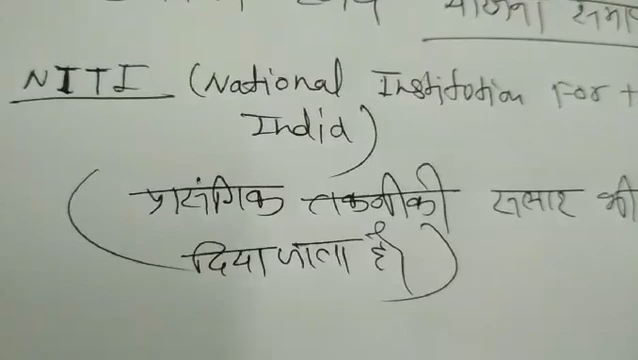 योजना
NITI (National Institution For
India)
(प्रासंगिक तकनीकी सलाह भी
दिया जाता है।)